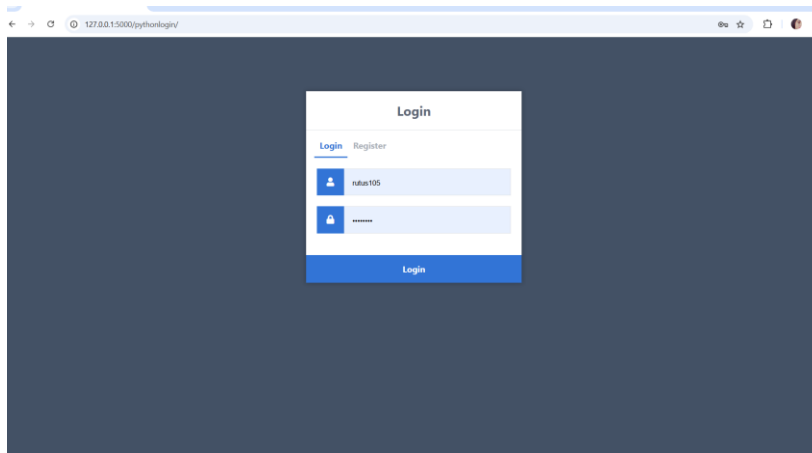 127.0.0.1:5000/pythonlogin/
Login
Login Register
rutus105
••••••••
Login